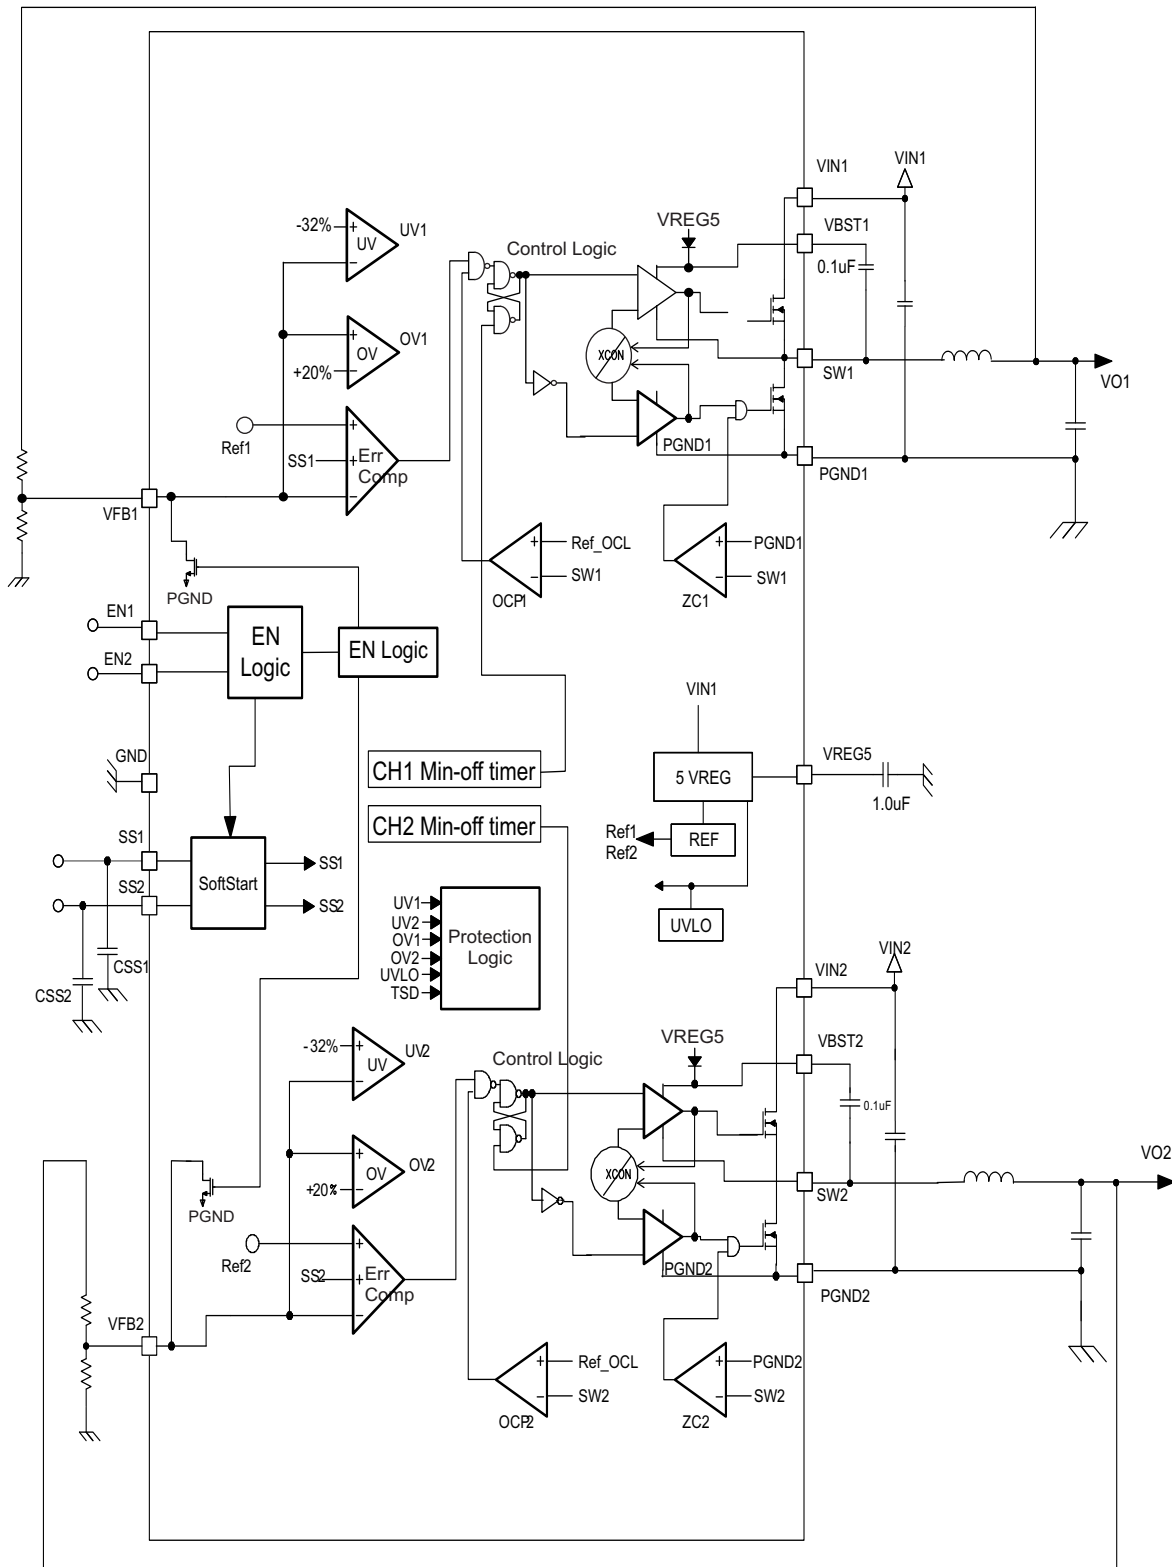 VIN1
VIN1
-32%
UV
UV1
VREG5
VBST1
Control Logic
0.1uF
OV
OV1
+20%
XCON
SW1
VO1
Ref1
SS1
Err
Comp
PGND1
PGND1
VFB1
Ref_OCL
SW1
OCP1
PGND1
SW1
ZC1
PGND
EN1
EN
Logic
EN Logic
EN2
VIN1
GND
CH1 Min-off timer
5 VREG
VREG5
1.0uF
CH2 Min-off timer
Ref1
Ref2
REF
SS1
SoftStart
SS1
SS2
SS2
UVLO
UV1
UV2
OV1
OV2
UVLO
TSD
Protection
Logic
CSS1
CSS2
VIN2
VIN2
-32%
UV
UV2
Control Logic
VREG5
VBST2
0.1uF
OV
OV2
+20%
XCON
SW2
VO2
PGND
Ref2
SS2
Err
Comp
PGND2
PGND2
VFB2
Ref_OCL
SW2
OCP2
PGND2
SW2
ZC2